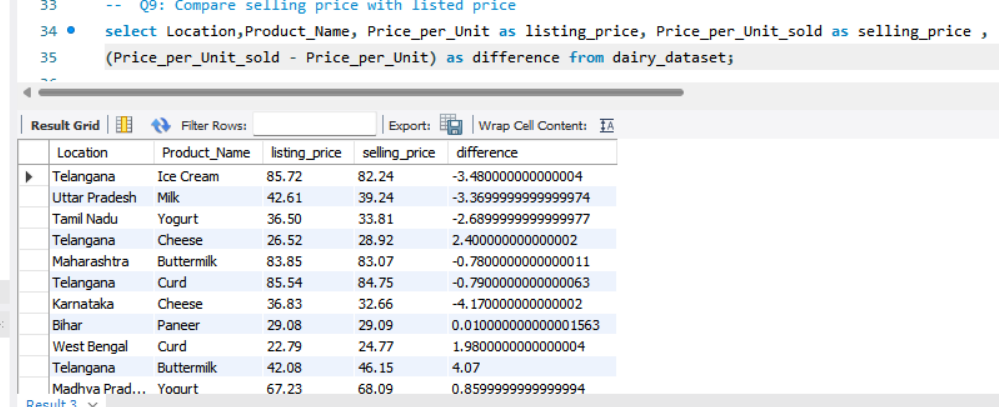 33 -- Q9: Compare selling price with listed price
34 select Location,Product_Name, Price_per_Unit as listing_price, Price_per_Unit_sold as selling_price ,
35 (Price_per_Unit_sold - Price_per_Unit) as difference from dairy_dataset;
Result Grid Filter Rows: Export: Wrap Cell Content: IA
Location Product_Name listing_price selling_price difference
Telangana Ice Cream 85.72 82.24 -3.480000000000004
Uttar Pradesh Milk 42.61 39.24 -3.3699999999999974
Tamil Nadu Yogurt 36.50 33.81 -2.6899999999999977
Telangana Cheese 26.52 28.92 2.400000000000002
Maharashtra Buttermilk 83.85 83.07 -0.7800000000000011
Telangana Curd 85.54 84.75 -0.7900000000000063
Karnataka Cheese 36.83 32.66 -4.170000000000002
Bihar Paneer 29.08 29.09 0.010000000000001563
West Bengal Curd 22.79 24.77 1.9800000000000004
Telangana Buttermilk 42.08 46.15 4.07
Madhya Prad... Yogurt 67.23 68.09 0.8599999999999994
Result 3